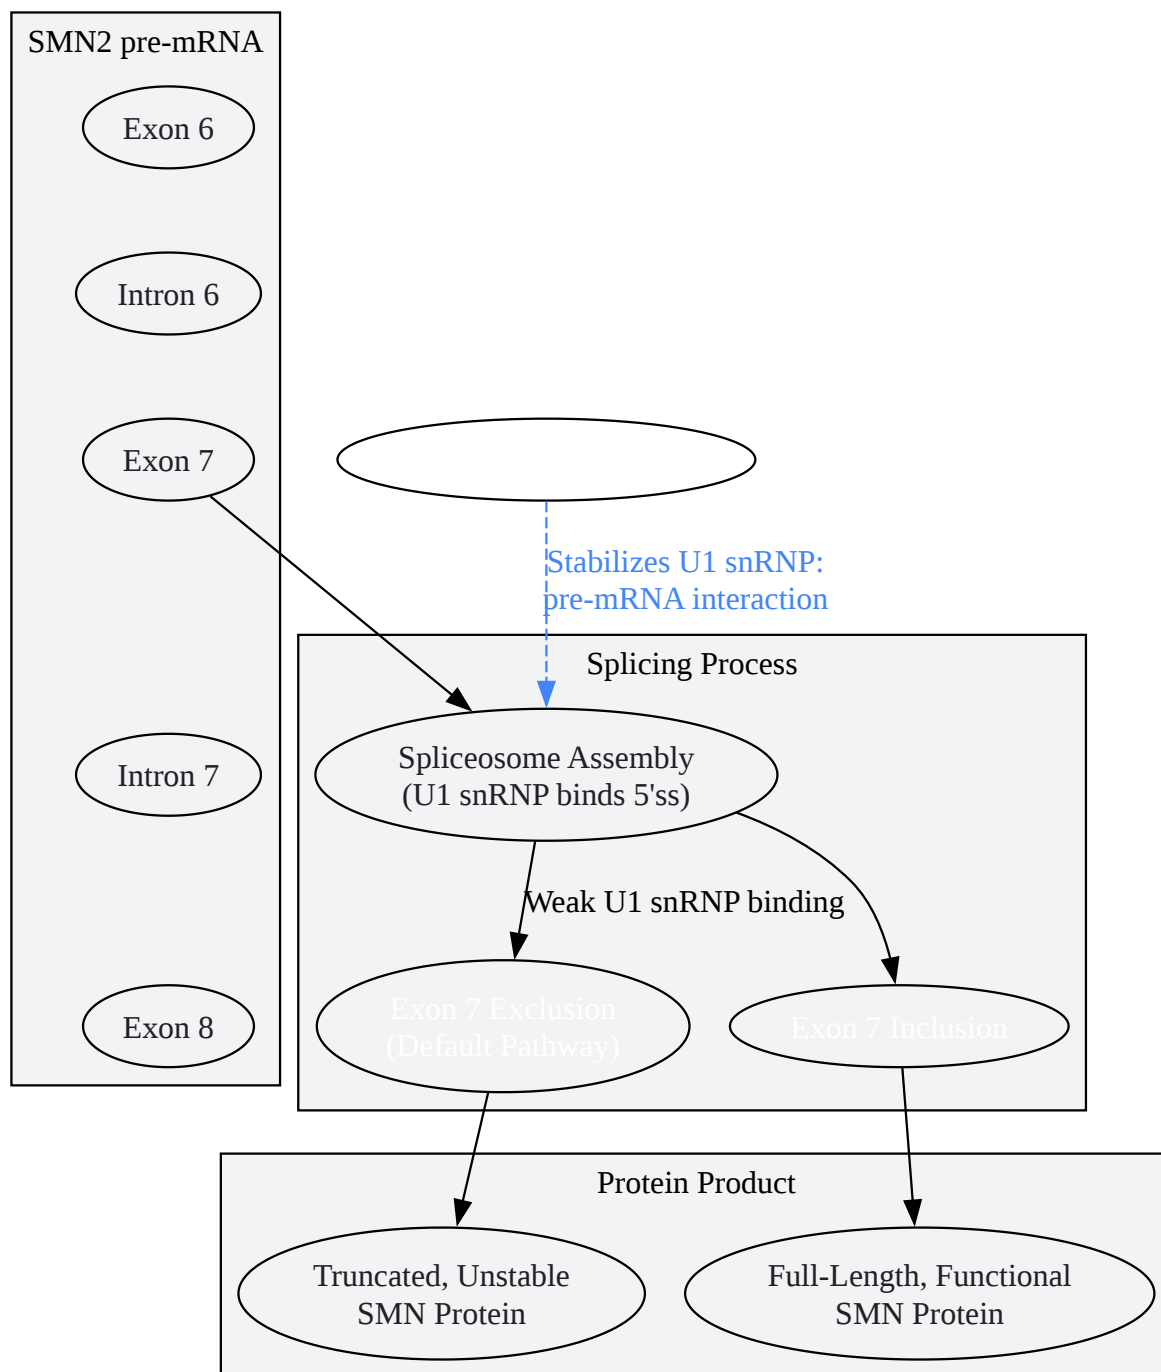 SMN2 pre-mRNA
Exon 6
Intron 6
Exon 7
Stabilizes U1 snRNP:
pre-mRNA interaction
Splicing Process
Intron 7
Spliceosome Assembly
(U1 snRNP binds 5'ss)
Weak U1 snRNP binding
Exon 8
Exon 7 Exclusion
(Default Pathway)
Exon 7 Inclusion
Protein Product
Truncated, Unstable
SMN Protein
Full-Length, Functional
SMN Protein